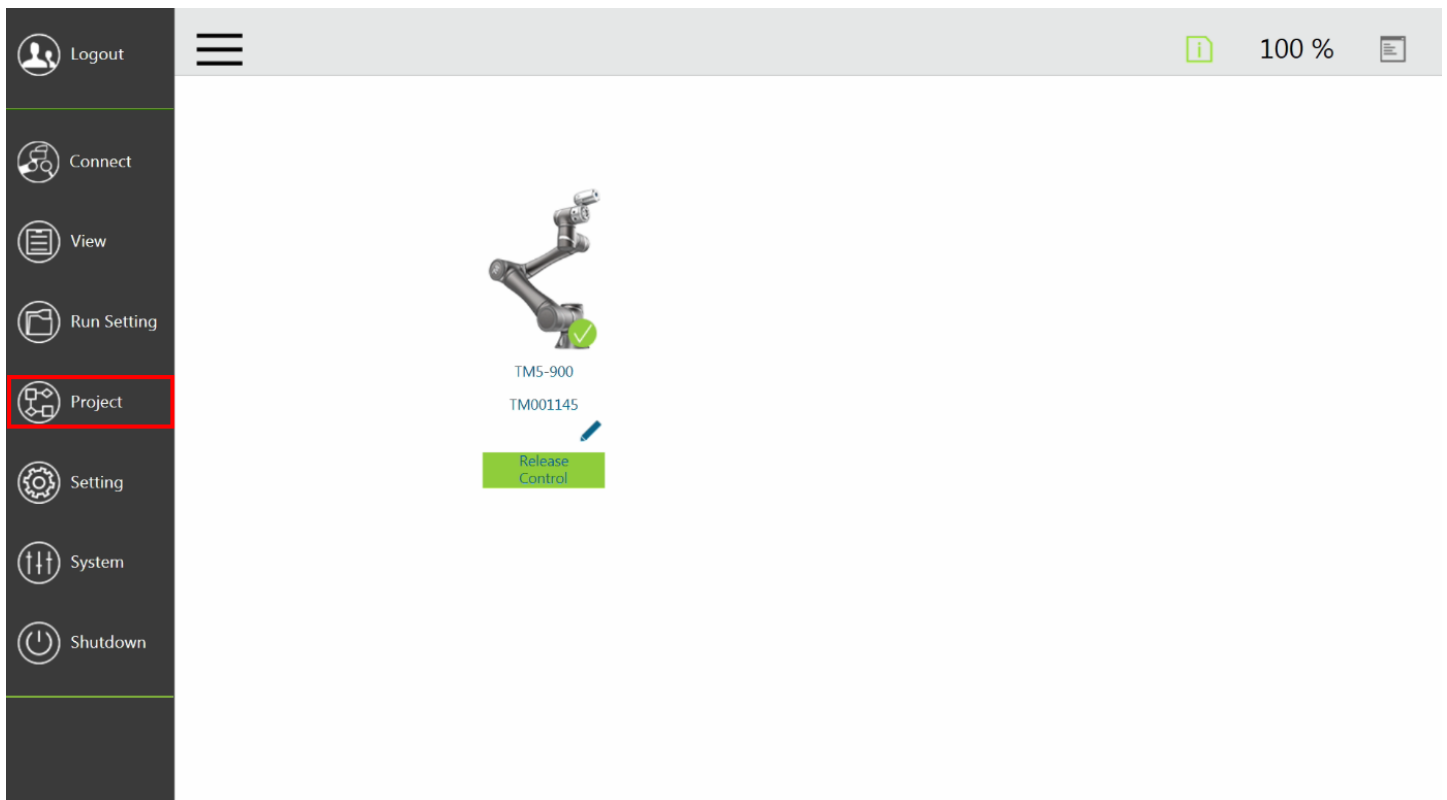 Logout
100 %
Connect
View
Run Setting
Project
Setting
System
Shutdown
TM5-900
TM001145
Release
Control